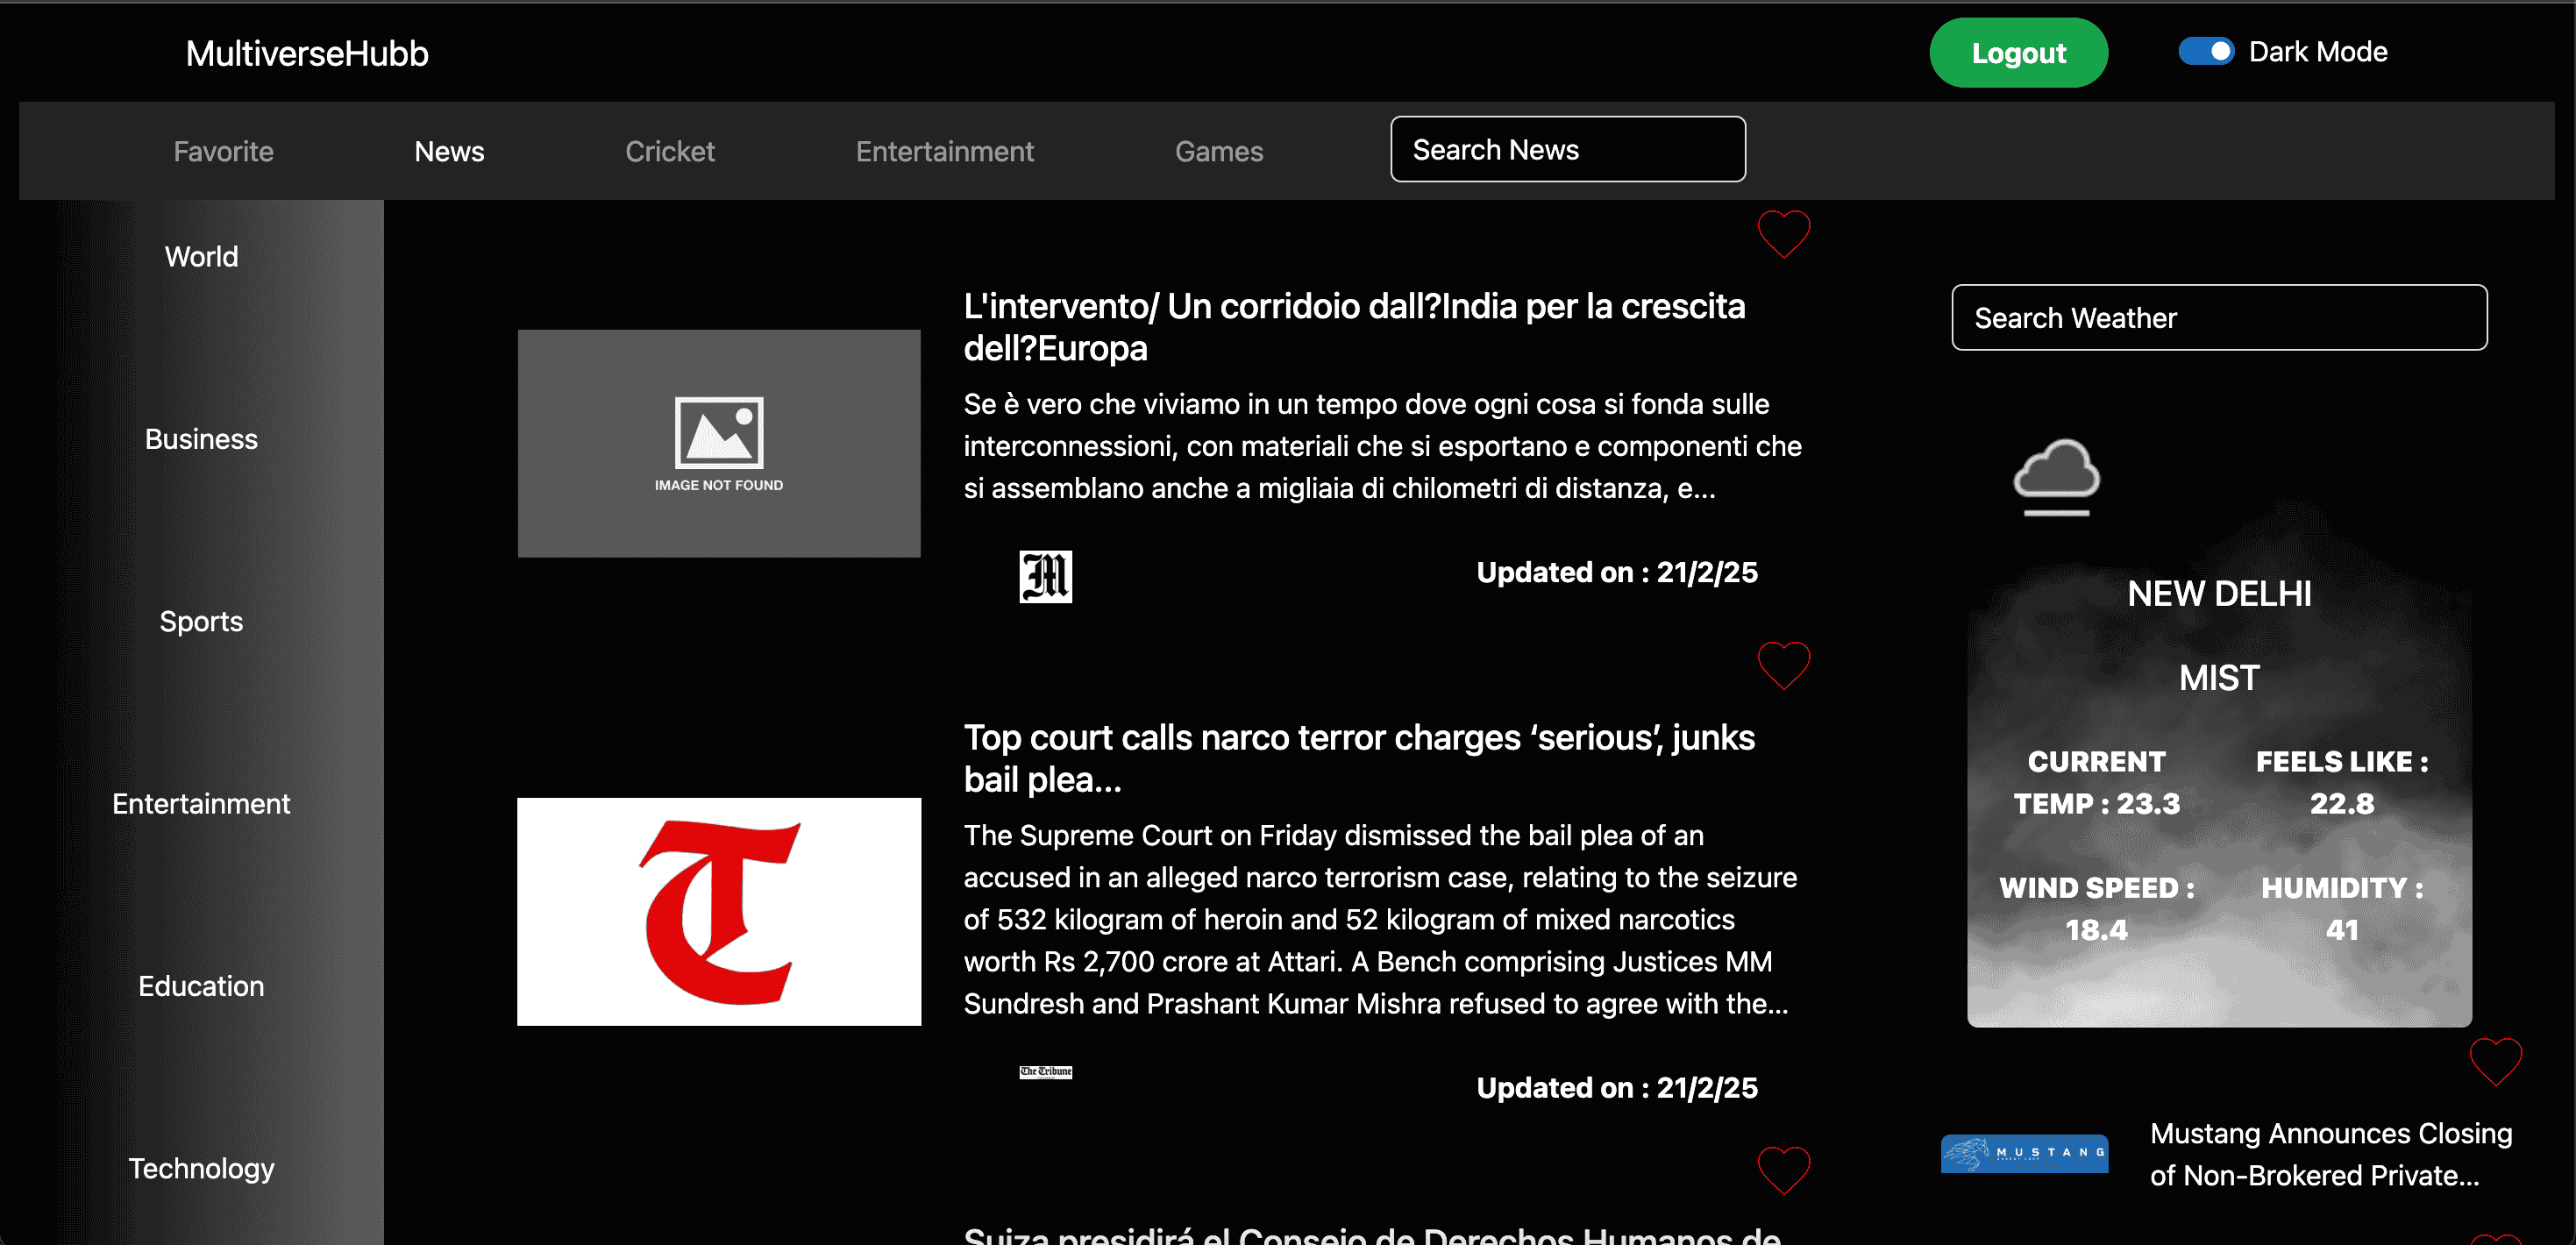 MultiverseHubb
Logout
Dark Mode
Favorite
News
Cricket
Entertainment
Games
Search News
World
Business
Sports
Entertainment
Education
Technology
IMAGE NOT FOUND
L'intervento/ Un corridoio dall?India per la crescita
dell?Europa
Se è vero che viviamo in un tempo dove ogni cosa si fonda sulle
interconnessioni, con materiali che si esportano e componenti che
si assemblano anche a migliaia di chilometri di distanza, e...
M
Updated on : 21/2/25
T
Top court calls narco terror charges ‘serious’, junks
bail plea...
The Supreme Court on Friday dismissed the bail plea of an
accused in an alleged narco terrorism case, relating to the seizure
of 532 kilogram of heroin and 52 kilogram of mixed narcotics
worth Rs 2,700 crore at Attari. A Bench comprising Justices MM
Sundresh and Prashant Kumar Mishra refused to agree with the...
The Tribune
Updated on : 21/2/25
Suiza presidirá el Consejo de Derechos Humanos de
Search Weather
NEW DELHI
MIST
CURRENT
TEMP : 23.3
FEELS LIKE :
22.8
WIND SPEED :
18.4
HUMIDITY :
41
MUSTANG
Mustang Announces Closing
of Non-Brokered Private...